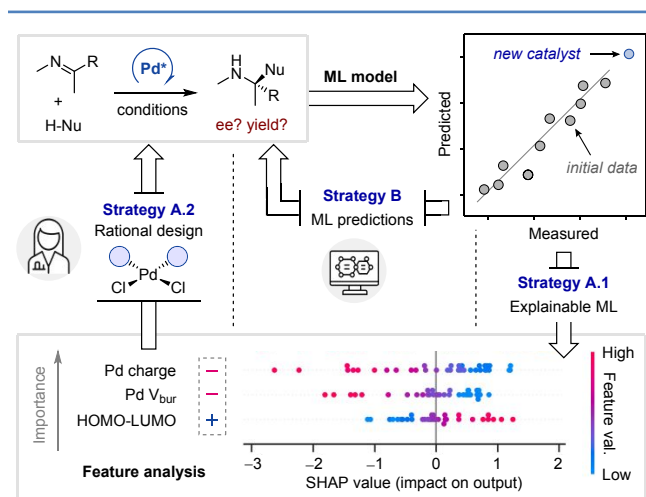 N
R
+
H-Nu
Pd*
conditions
H
N
Nu
R
ee? yield?
ML model
new catalyst
Predicted
initial data
Measured
Strategy A.2
Rational design
Pd
Cl
Cl
Strategy B
ML predictions
Strategy A.1
Explainable ML
Importance
Pd charge −
Pd Vbur −
HOMO-LUMO +
Feature analysis
−3 −2 −1 0 1 2
SHAP value (impact on output)
High
Feature val.
Low